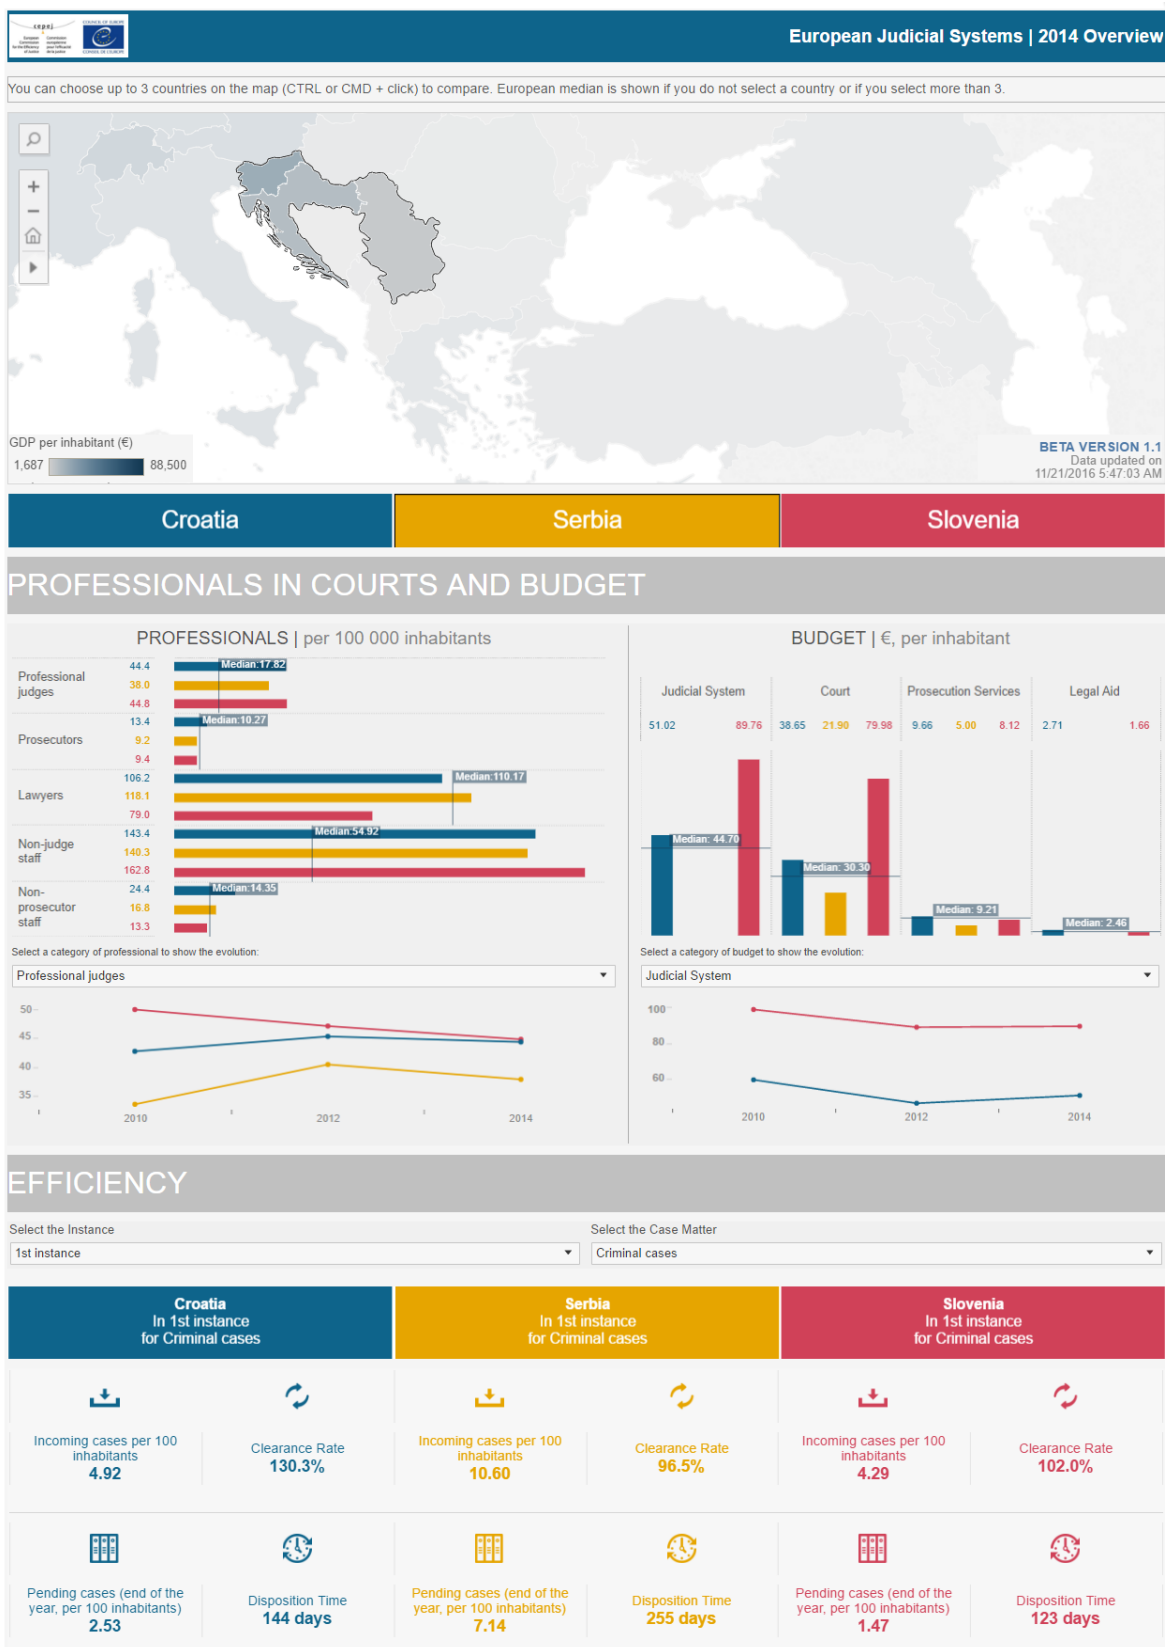 cepej
COUNCIL OF EUROPE
CONSEIL DE L'EUROPE
European Judicial Systems | 2014 Overview
You can choose up to 3 countries on the map (CTRL or CMD + click) to compare. European median is shown if you do not select a country or if you select more than 3.
GDP per inhabitant (€)
1,687 88,500
BETA VERSION 1.1
Data updated on
11/21/2016 5:47:03 AM
Croatia Serbia Slovenia
PROFESSIONALS IN COURTS AND BUDGET
PROFESSIONALS | per 100 000 inhabitants
Professional
judges
44.4
38.0
44.8
Median:17.82
Prosecutors
13.4
9.2
9.4
Median:10.27
Lawyers
106.2
118.1
79.0
Median:110.17
Non-judge
staff
143.4
140.3
162.8
Median:54.92
Non-
prosecutor
staff
24.4
16.8
13.3
Median:14.35
Select a category of professional to show the evolution:
Professional judges
50
45
40
35
2010 2012 2014
BUDGET | €, per inhabitant
Judicial System Court Prosecution Services Legal Aid
51.02 89.76 38.65 21.90 79.98 9.66 5.00 8.12 2.71 1.66
Median: 44.70
Median: 30.30
Median: 9.21
Median: 2.46
Select a category of budget to show the evolution:
Judicial System
100
80
60
2010 2012 2014
EFFICIENCY
Select the Instance
1st instance
Select the Case Matter
Criminal cases
Croatia
In 1st instance
for Criminal cases
Serbia
In 1st instance
for Criminal cases
Slovenia
In 1st instance
for Criminal cases
Incoming cases per 100
inhabitants
4.92
Clearance Rate
130.3%
Incoming cases per 100
inhabitants
10.60
Clearance Rate
96.5%
Incoming cases per 100
inhabitants
4.29
Clearance Rate
102.0%
Pending cases (end of the
year, per 100 inhabitants)
2.53
Disposition Time
144 days
Pending cases (end of the
year, per 100 inhabitants)
7.14
Disposition Time
255 days
Pending cases (end of the
year, per 100 inhabitants)
1.47
Disposition Time
123 days